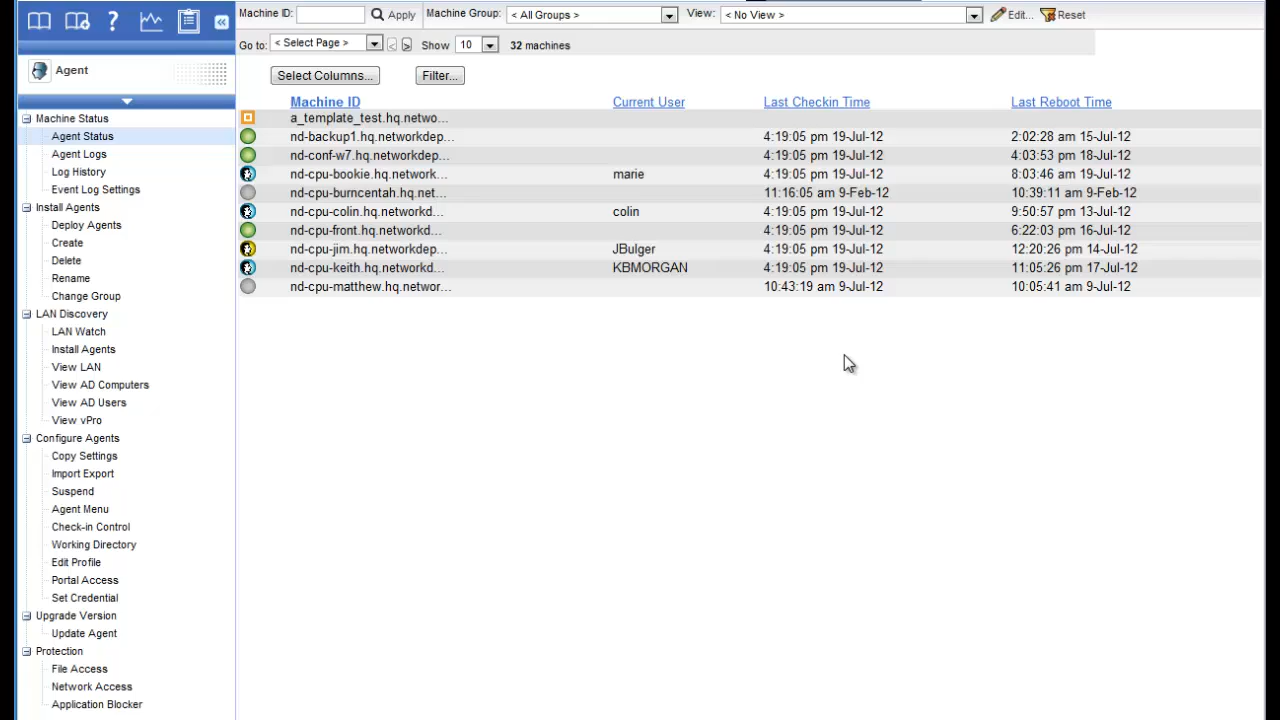 Machine ID: Apply Machine Group: < All Groups > View: < No View > Edit... Reset
Go to: < Select Page > < > Show 10 32 machines
Agent
Select Columns... Filter...
Machine ID Current User Last Checkin Time Last Reboot Time
a_template_test.hq.netwo...
nd-backup1.hq.networkdep... 4:19:05 pm 19-Jul-12 2:02:28 am 15-Jul-12
nd-conf-w7.hq.networkdep... 4:19:05 pm 19-Jul-12 4:03:53 pm 18-Jul-12
nd-cpu-bookie.hq.network... marie 4:19:05 pm 19-Jul-12 8:03:46 am 19-Jul-12
nd-cpu-burncentah.hq.net... 11:16:05 am 9-Feb-12 10:39:11 am 9-Feb-12
nd-cpu-colin.hq.networkd... colin 4:19:05 pm 19-Jul-12 9:50:57 pm 13-Jul-12
nd-cpu-front.hq.networkd... 4:19:05 pm 19-Jul-12 6:22:03 pm 16-Jul-12
nd-cpu-jim.hq.networkdep... JBulger 4:19:05 pm 19-Jul-12 12:20:26 pm 14-Jul-12
nd-cpu-keith.hq.networkd... KBMORGAN 4:19:05 pm 19-Jul-12 11:05:26 pm 17-Jul-12
nd-cpu-matthew.hq.networ... 10:43:19 am 9-Jul-12 10:05:41 am 9-Jul-12
Machine Status
Agent Status
Agent Logs
Log History
Event Log Settings
Install Agents
Deploy Agents
Create
Delete
Rename
Change Group
LAN Discovery
LAN Watch
Install Agents
View LAN
View AD Computers
View AD Users
View vPro
Configure Agents
Copy Settings
Import Export
Suspend
Agent Menu
Check-in Control
Working Directory
Edit Profile
Portal Access
Set Credential
Upgrade Version
Update Agent
Protection
File Access
Network Access
Application Blocker